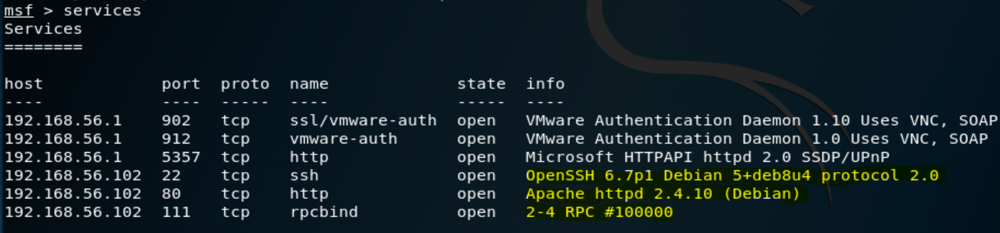 msf > services
Services
========
host port proto name state info
---- ---- ----- ---- ----- ----
192.168.56.1 902 tcp ssl/vmware-auth open VMware Authentication Daemon 1.10 Uses VNC, SOAP
192.168.56.1 912 tcp vmware-auth open VMware Authentication Daemon 1.0 Uses VNC, SOAP
192.168.56.1 5357 tcp http open Microsoft HTTPAPI httpd 2.0 SSDP/UPnP
192.168.56.102 22 tcp ssh open OpenSSH 6.7p1 Debian 5+deb8u4 protocol 2.0
192.168.56.102 80 tcp http open Apache httpd 2.4.10 (Debian)
192.168.56.102 111 tcp rpcbind open 2-4 RPC #100000